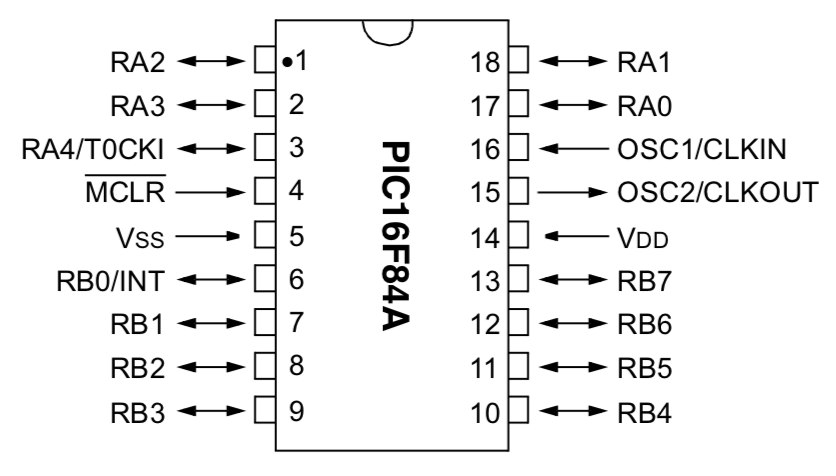 RA2 •1 18 RA1
RA3 2 17 RA0
RA4/T0CKI 3 16 OSC1/CLKIN
MCLR 4 15 OSC2/CLKOUT
VSS 5 14 VDD
RB0/INT 6 13 RB7
RB1 7 12 RB6
RB2 8 11 RB5
RB3 9 10 RB4
PIC16F84A